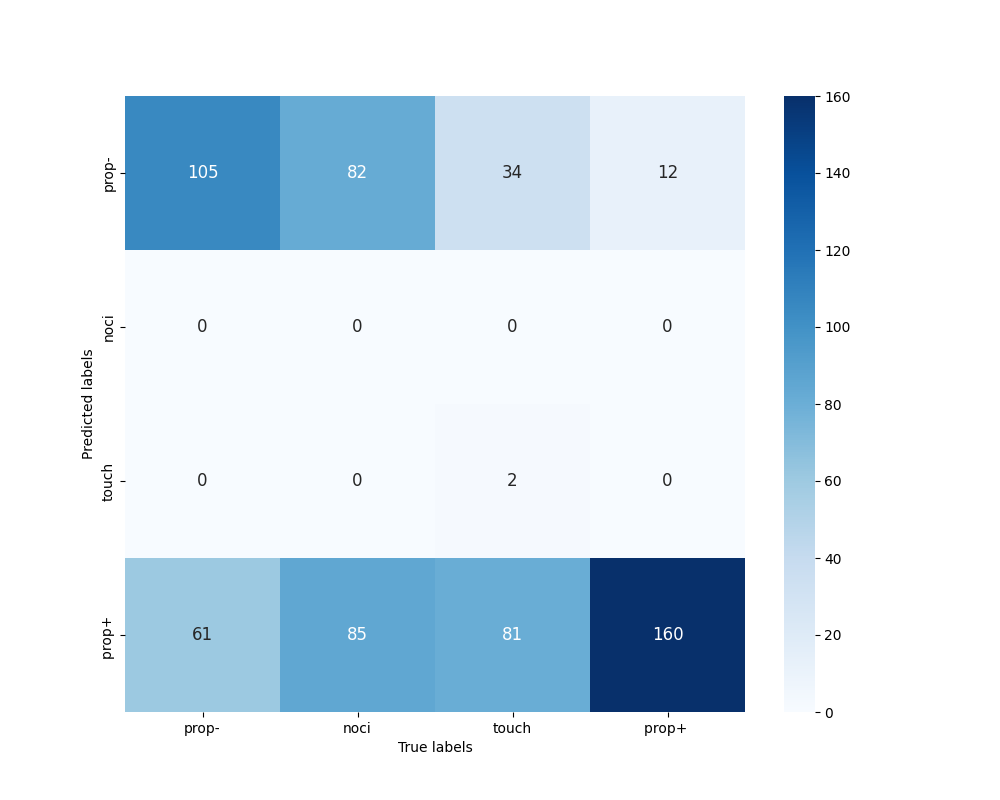 160
prop- 105 82 34 12 140
120
noci 0 0 0 0 100
Predicted labels 80
touch 0 0 2 0 60
40
prop+ 61 85 81 160 20
0
prop- noci touch prop+
True labels